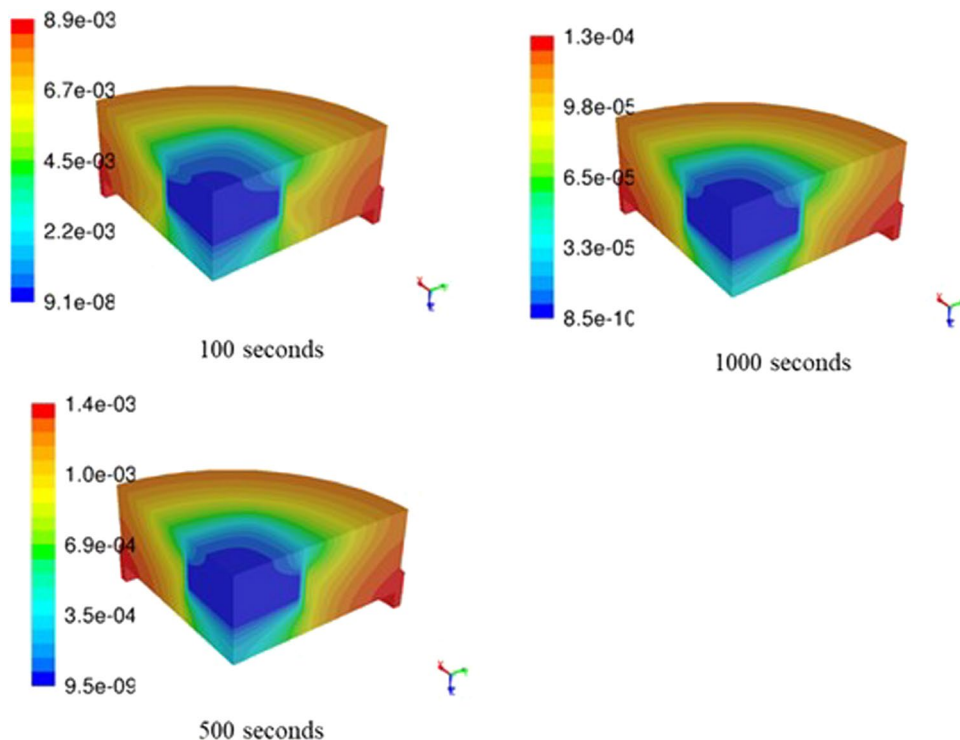 8.9e-03
6.7e-03
4.5e-03
2.2e-03
9.1e-08
100 seconds
1.3e-04
9.8e-05
6.5e-05
3.3e-05
8.5e-10
1000 seconds
1.4e-03
1.0e-03
6.9e-04
3.5e-04
9.5e-09
500 seconds